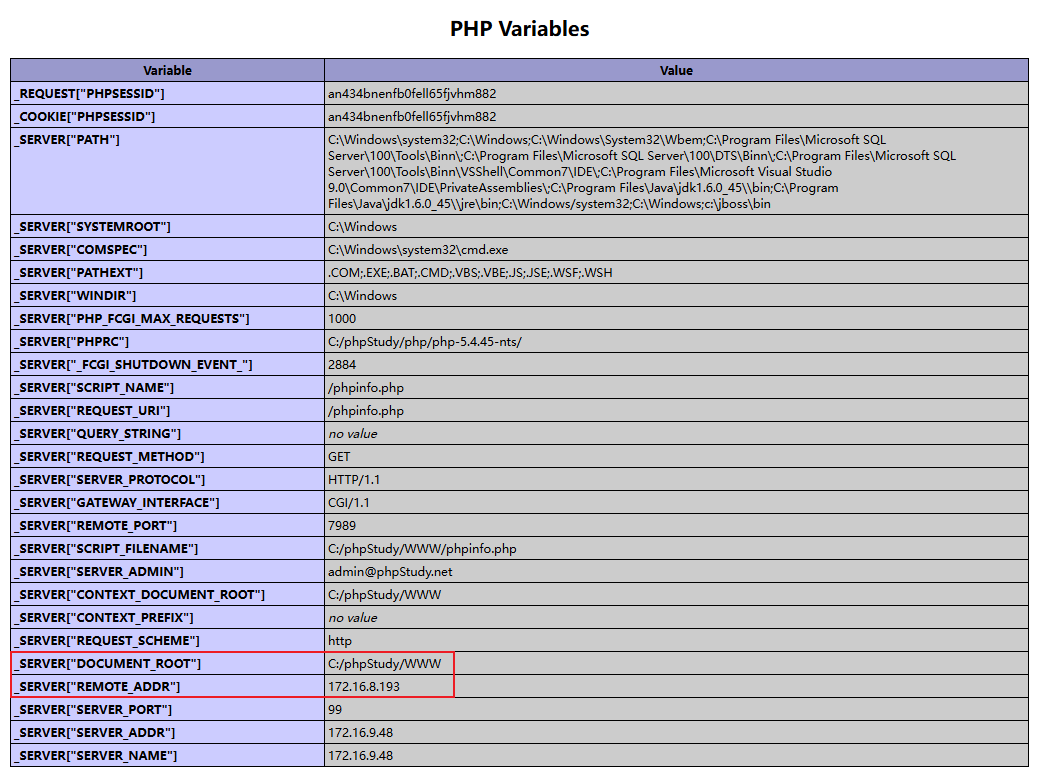 PHP Variables
Variable Value
_REQUEST["PHPSESSID"] an434bnenfb0fell65fjvhm882
_COOKIE["PHPSESSID"] an434bnenfb0fell65fjvhm882
_SERVER["PATH"] C:\Windows\system32;C:\Windows;C:\Windows\System32\Wbem;C:\Program Files\Microsoft SQL
Server\100\Tools\Binn\;C:\Program Files\Microsoft SQL Server\100\DTS\Binn\;C:\Program Files\Microsoft SQL
Server\100\Tools\Binn\VSShell\Common7\IDE\;C:\Program Files\Microsoft Visual Studio
9.0\Common7\IDE\PrivateAssemblies\;C:\Program Files\Java\jdk1.6.0_45\\bin;C:\Program
Files\Java\jdk1.6.0_45\\jre\bin;C:\Windows/system32;C:\Windows;c:\jboss\bin
_SERVER["SYSTEMROOT"] C:\Windows
_SERVER["COMSPEC"] C:\Windows\system32\cmd.exe
_SERVER["PATHEXT"] .COM;.EXE;.BAT;.CMD;.VBS;.VBE;.JS;.JSE;.WSF;.WSH
_SERVER["WINDIR"] C:\Windows
_SERVER["PHP_FCGI_MAX_REQUESTS"] 1000
_SERVER["PHPRC"] C:/phpStudy/php/php-5.4.45-nts/
_SERVER["_FCGI_SHUTDOWN_EVENT_"] 2884
_SERVER["SCRIPT_NAME"] /phpinfo.php
_SERVER["REQUEST_URI"] /phpinfo.php
_SERVER["QUERY_STRING"] no value
_SERVER["REQUEST_METHOD"] GET
_SERVER["SERVER_PROTOCOL"] HTTP/1.1
_SERVER["GATEWAY_INTERFACE"] CGI/1.1
_SERVER["REMOTE_PORT"] 7989
_SERVER["SCRIPT_FILENAME"] C:/phpStudy/WWW/phpinfo.php
_SERVER["SERVER_ADMIN"] admin@phpStudy.net
_SERVER["CONTEXT_DOCUMENT_ROOT"] C:/phpStudy/WWW
_SERVER["CONTEXT_PREFIX"] no value
_SERVER["REQUEST_SCHEME"] http
_SERVER["DOCUMENT_ROOT"] C:/phpStudy/WWW
_SERVER["REMOTE_ADDR"] 172.16.8.193
_SERVER["SERVER_PORT"] 99
_SERVER["SERVER_ADDR"] 172.16.9.48
_SERVER["SERVER_NAME"] 172.16.9.48